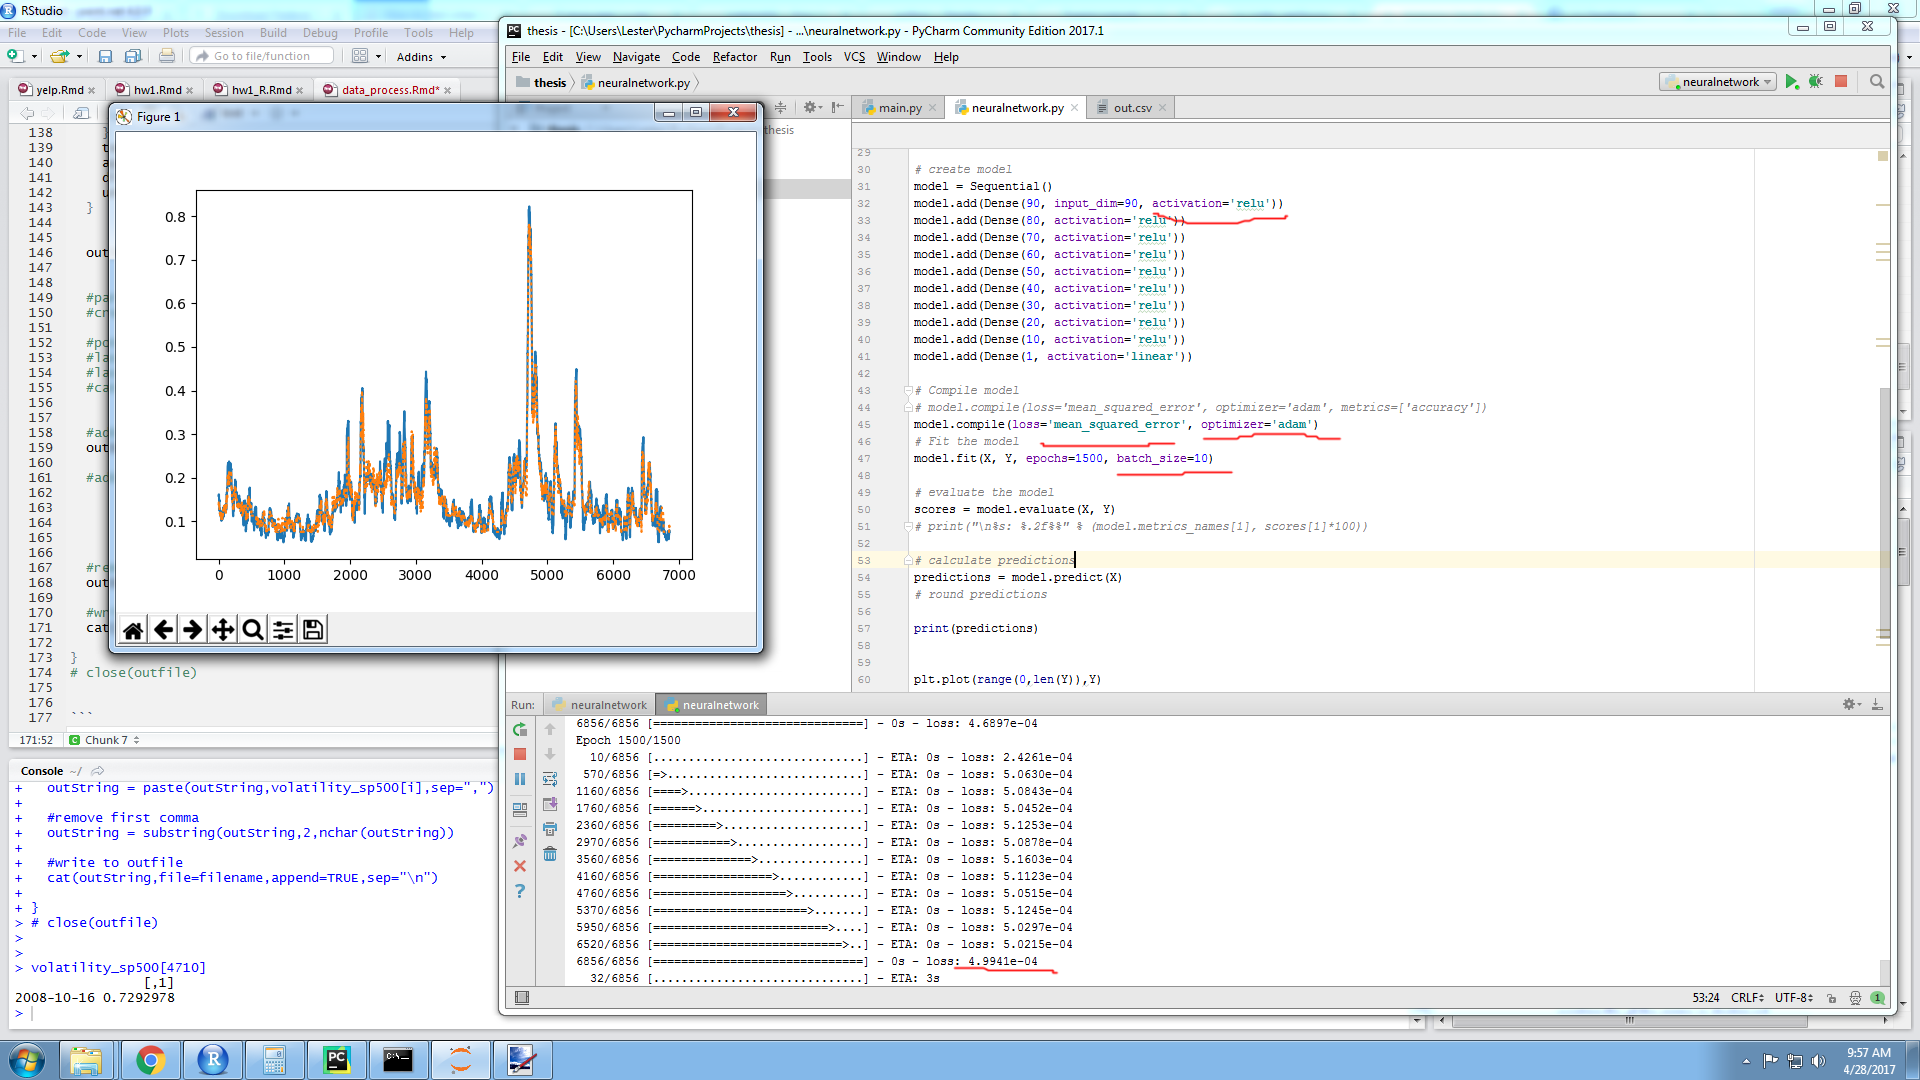 RStudio
File Edit Code View Plots Session Build Debug Profile Tools Help
Go to file/function
Addins
yelp.Rmd
hw1.Rmd
hw1_R.Rmd
data_process.Rmd*
138 }
139 t
140 a
141 d
142 u
143 }
144
145
146 out
147
148
149 #pa
150 #cr
151
152 #po
153 #la
154 #la
155 #ca
156
157
158 #ad
159 out
160
161 #ad
162
163
164
165
166
167 #re
168 out
169
170 #wr
171 cat
172
173 }
174 # close(outfile)
175
176
177 ```
171:52 Chunk 7
Console ~/
+ outString = paste(outString,volatility_sp500[i],sep=",")
+
+ #remove first comma
+ outString = substring(outString,2,nchar(outString))
+
+ #write to outfile
+ cat(outString,file=filename,append=TRUE,sep="\n")
+
+ }
> # close(outfile)
>
>
> volatility_sp500[4710]
[,1]
2008-10-16 0.7292978
>
Figure 1
0.8
0.7
0.6
0.5
0.4
0.3
0.2
0.1
0 1000 2000 3000 4000 5000 6000 7000
thesis - [C:\Users\Lester\PycharmProjects\thesis] - ...\neuralnetwork.py - PyCharm Community Edition 2017.1
File Edit View Navigate Code Refactor Run Tools VCS Window Help
thesis neuralnetwork.py
neuralnetwork
thesis
main.py
neuralnetwork.py
out.csv
29
30 # create model
31 model = Sequential()
32 model.add(Dense(90, input_dim=90, activation='relu'))
33 model.add(Dense(80, activation='relu'))
34 model.add(Dense(70, activation='relu'))
35 model.add(Dense(60, activation='relu'))
36 model.add(Dense(50, activation='relu'))
37 model.add(Dense(40, activation='relu'))
38 model.add(Dense(30, activation='relu'))
39 model.add(Dense(20, activation='relu'))
40 model.add(Dense(10, activation='relu'))
41 model.add(Dense(1, activation='linear'))
42
43 # Compile model
44 # model.compile(loss='mean_squared_error', optimizer='adam', metrics=['accuracy'])
45 model.compile(loss='mean_squared_error', optimizer='adam')
46 # Fit the model
47 model.fit(X, Y, epochs=1500, batch_size=10)
48
49 # evaluate the model
50 scores = model.evaluate(X, Y)
51 # print("\n%s: %.2f%%" % (model.metrics_names[1], scores[1]*100))
52
53 # calculate predictions
54 predictions = model.predict(X)
55 # round predictions
56
57 print(predictions)
58
59
60 plt.plot(range(0,len(Y)),Y)
Run: neuralnetwork neuralnetwork
6856/6856 [==============================] - 0s - loss: 4.6897e-04
Epoch 1500/1500
10/6856 [..............................] - ETA: 0s - loss: 2.4261e-04
570/6856 [=>............................] - ETA: 0s - loss: 5.0630e-04
1160/6856 [====>.........................] - ETA: 0s - loss: 5.0843e-04
1760/6856 [======>.......................] - ETA: 0s - loss: 5.0452e-04
2360/6856 [=========>....................] - ETA: 0s - loss: 5.1253e-04
2970/6856 [===========>..................] - ETA: 0s - loss: 5.0878e-04
3560/6856 [==============>...............] - ETA: 0s - loss: 5.1603e-04
4160/6856 [=================>............] - ETA: 0s - loss: 5.1123e-04
4760/6856 [===================>..........] - ETA: 0s - loss: 5.0515e-04
5370/6856 [======================>.......] - ETA: 0s - loss: 5.1245e-04
5950/6856 [=========================>....] - ETA: 0s - loss: 5.0297e-04
6520/6856 [===========================>..] - ETA: 0s - loss: 5.0215e-04
6856/6856 [==============================] - 0s - loss: 4.9941e-04
32/6856 [..............................] - ETA: 3s
53:24 CRLF UTF-8 1
9:57 AM
4/28/2017